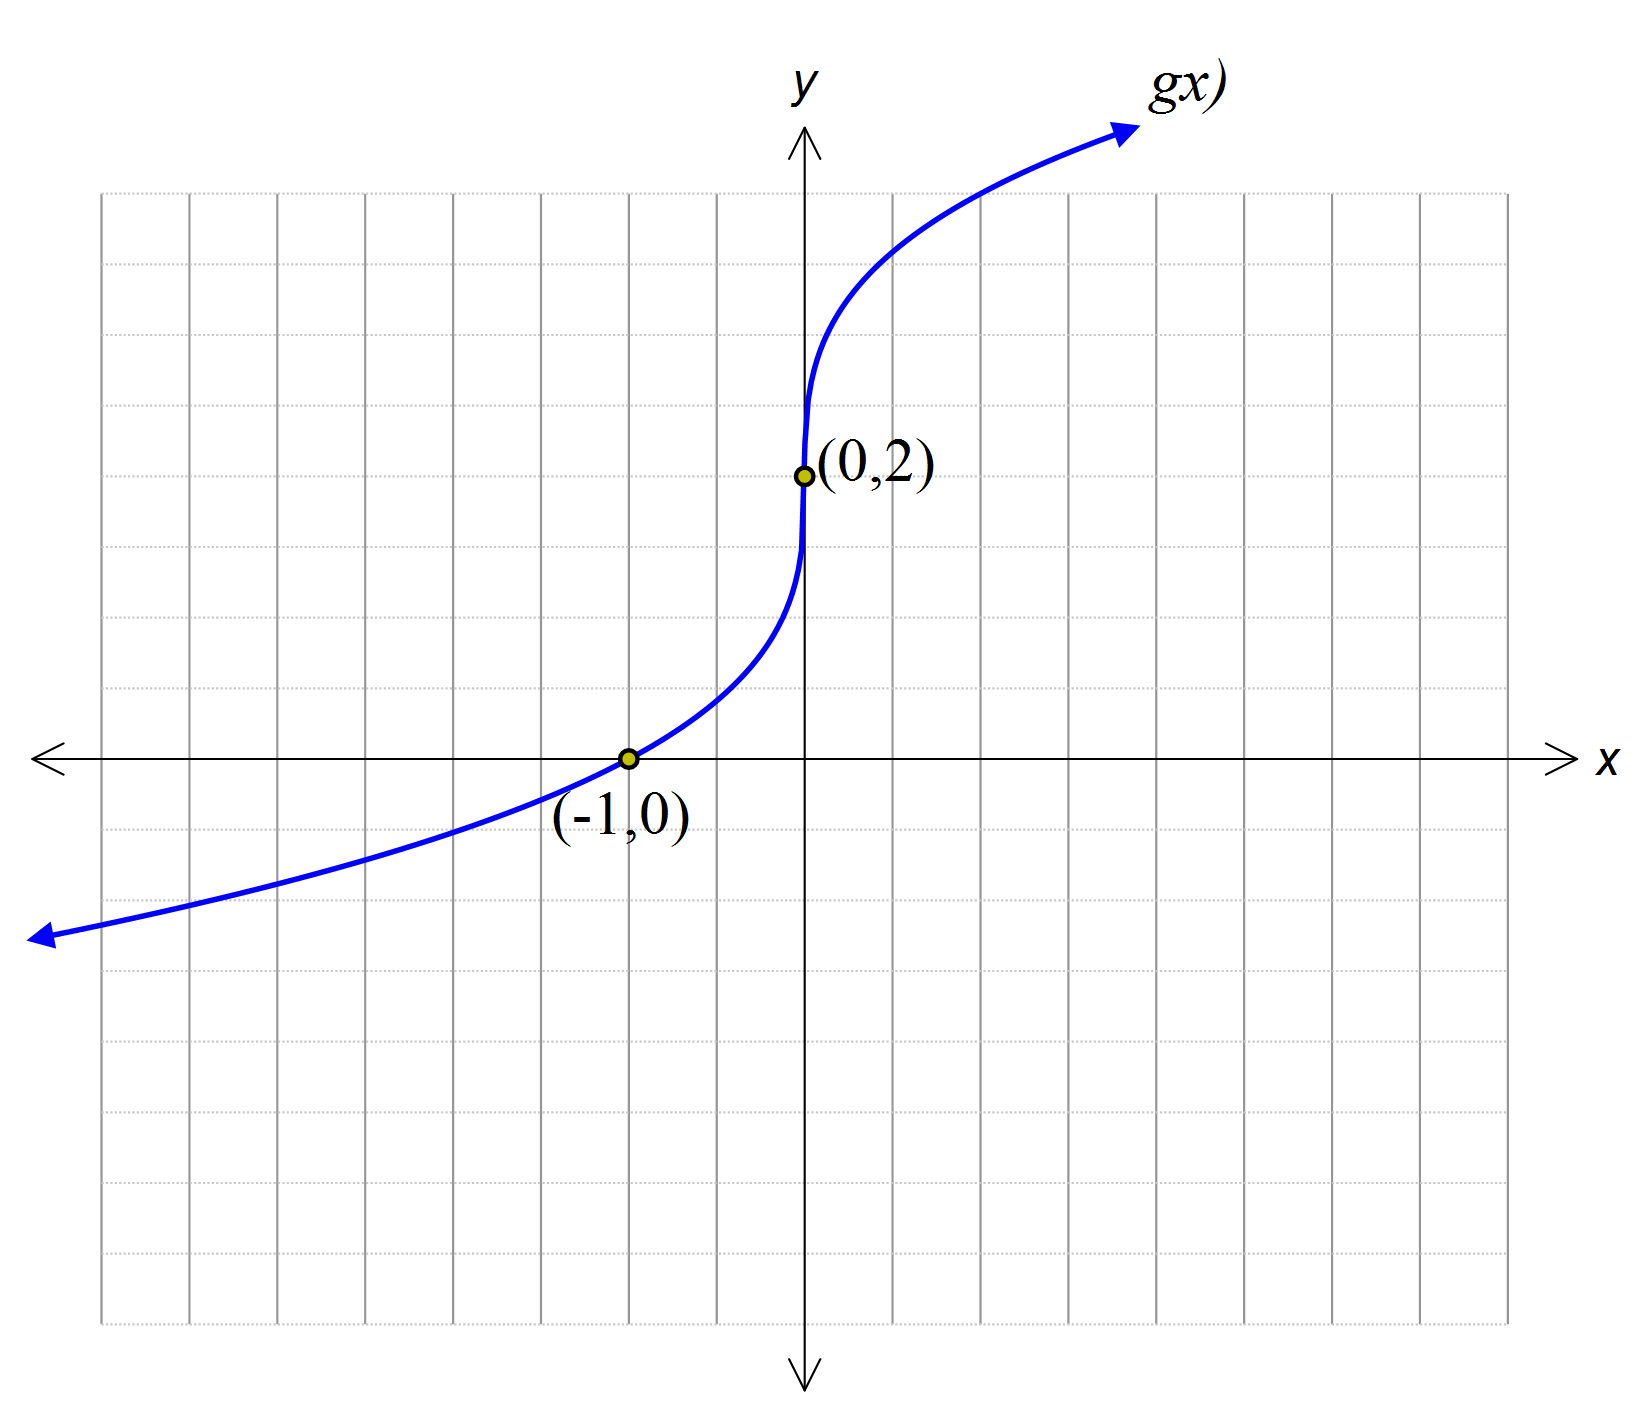 y
gx)
(0,2)
x
(-1,0)